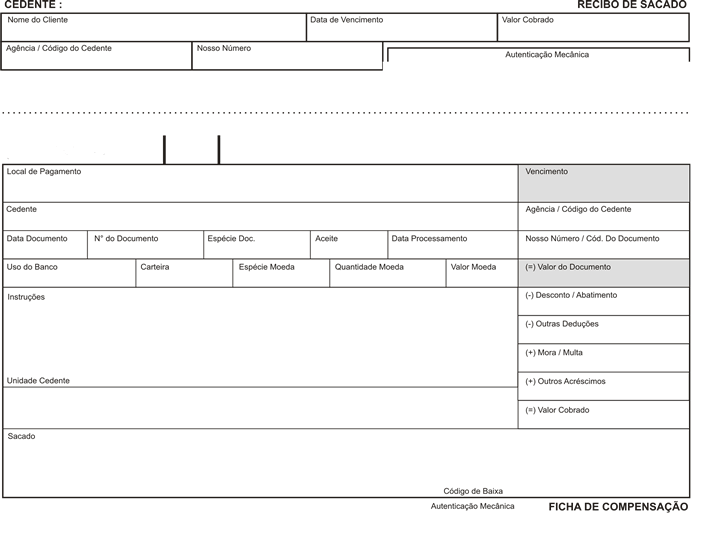 CEDENTE : RECIBO DE SACADO
Nome do Cliente Data de Vencimento Valor Cobrado
Agência / Código do Cedente Nosso Número Autenticação Mecânica
Local de Pagamento Vencimento
Cedente Agência / Código do Cedente
Data Documento N° do Documento Espécie Doc. Aceite Data Processamento Nosso Número / Cód. Do Documento
Uso do Banco Carteira Espécie Moeda Quantidade Moeda Valor Moeda (=) Valor do Documento
Instruções (-) Desconto / Abatimento
(-) Outras Deduções
(+) Mora / Multa
Unidade Cedente (+) Outros Acréscimos
(=) Valor Cobrado
Sacado
Código de Baixa
Autenticação Mecânica FICHA DE COMPENSAÇÃO